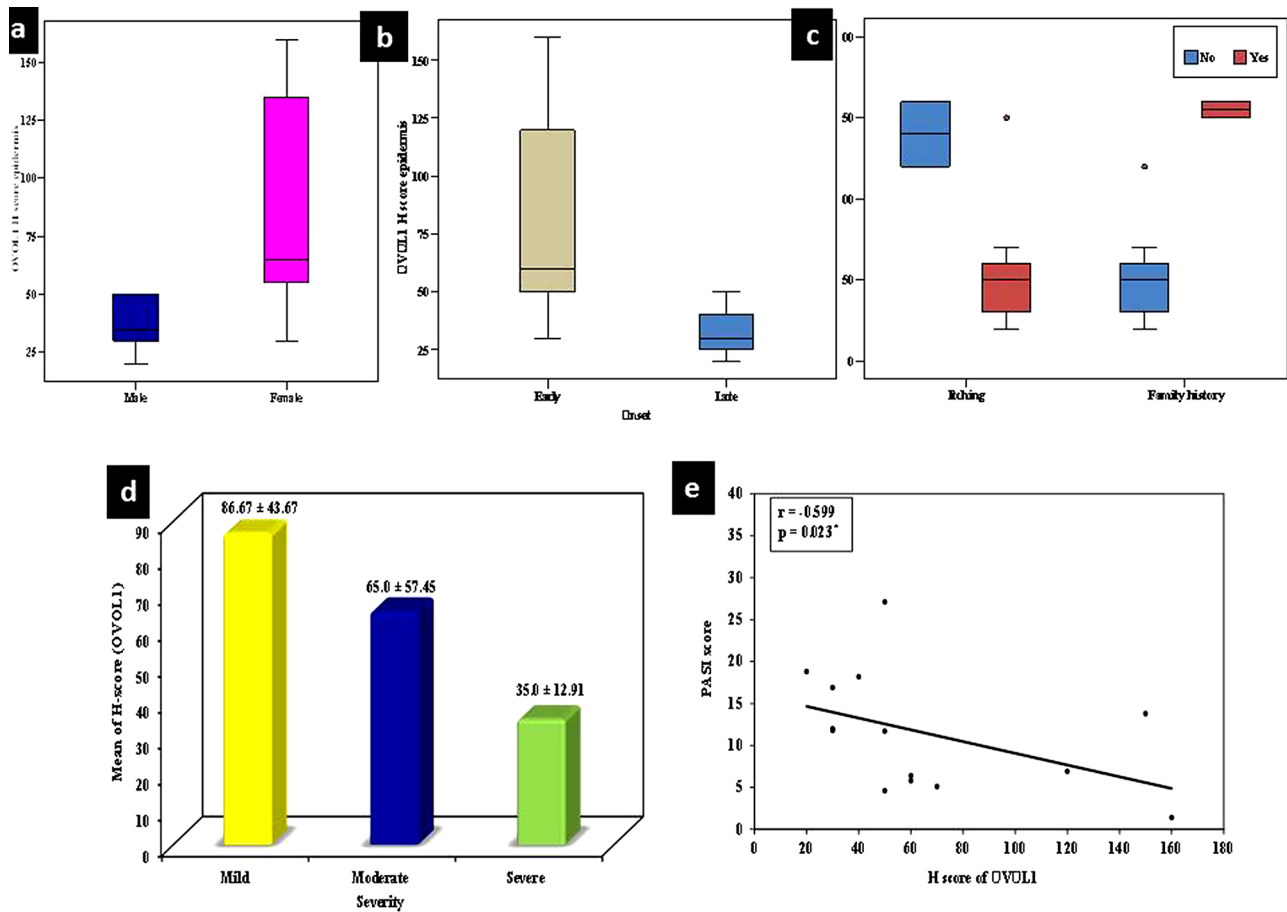 a
OVOL1 H score epidermis
150
125
100
75
50
25
Male
Female
b
OVOL1 H score epidermis
150
125
100
75
50
25
Early
Late
Onset
c
No
Yes
00
50
00
50
0
Itching
Family history
d
Mean of H-score (OVOL1)
90
80
70
60
50
40
30
20
10
0
86.67 ± 43.67
65.0 ± 57.45
35.0 ± 12.91
Mild
Moderate
Severe
Severity
e
r = -0.599
p = 0.023*
PASI score
40
35
30
25
20
15
10
5
0
0 20 40 60 80 100 120 140 160 180
H score of OVOL1